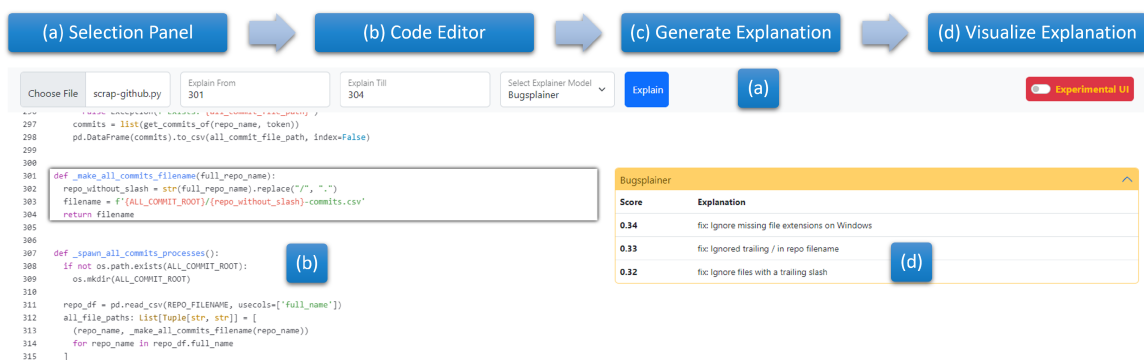 (a) Selection Panel
(b) Code Editor
(c) Generate Explanation
(d) Visualize Explanation
Choose File scrap-github.py
Explain From
301
Explain Till
304
Select Explainer Model
Bugsplainer
Explain
(a)
Experimental UI
297 commits = list(get_commits_of(repo_name, token))
298 pd.DataFrame(commits).to_csv(all_commit_file_path, index=False)
299
300
301 def _make_all_commits_filename(full_repo_name):
302 repo_without_slash = str(full_repo_name).replace("/", ".")
303 filename = f'{ALL_COMMIT_ROOT}/{repo_without_slash}-commits.csv'
304 return filename
305
306
307 def _spawn_all_commits_processes():
308 if not os.path.exists(ALL_COMMIT_ROOT):
309 os.mkdir(ALL_COMMIT_ROOT)
310
311 repo_df = pd.read_csv(REPO_FILENAME, usecols=['full_name'])
312 all_file_paths: List[Tuple[str, str]] = [
313 (repo_name, _make_all_commits_filename(repo_name))
314 for repo_name in repo_df.full_name
315 ]
(b)
Bugsplainer
Score Explanation
0.34 fix: Ignore missing file extensions on Windows
0.33 fix: Ignored trailing / in repo filename
0.32 fix: Ignore files with a trailing slash
(d)